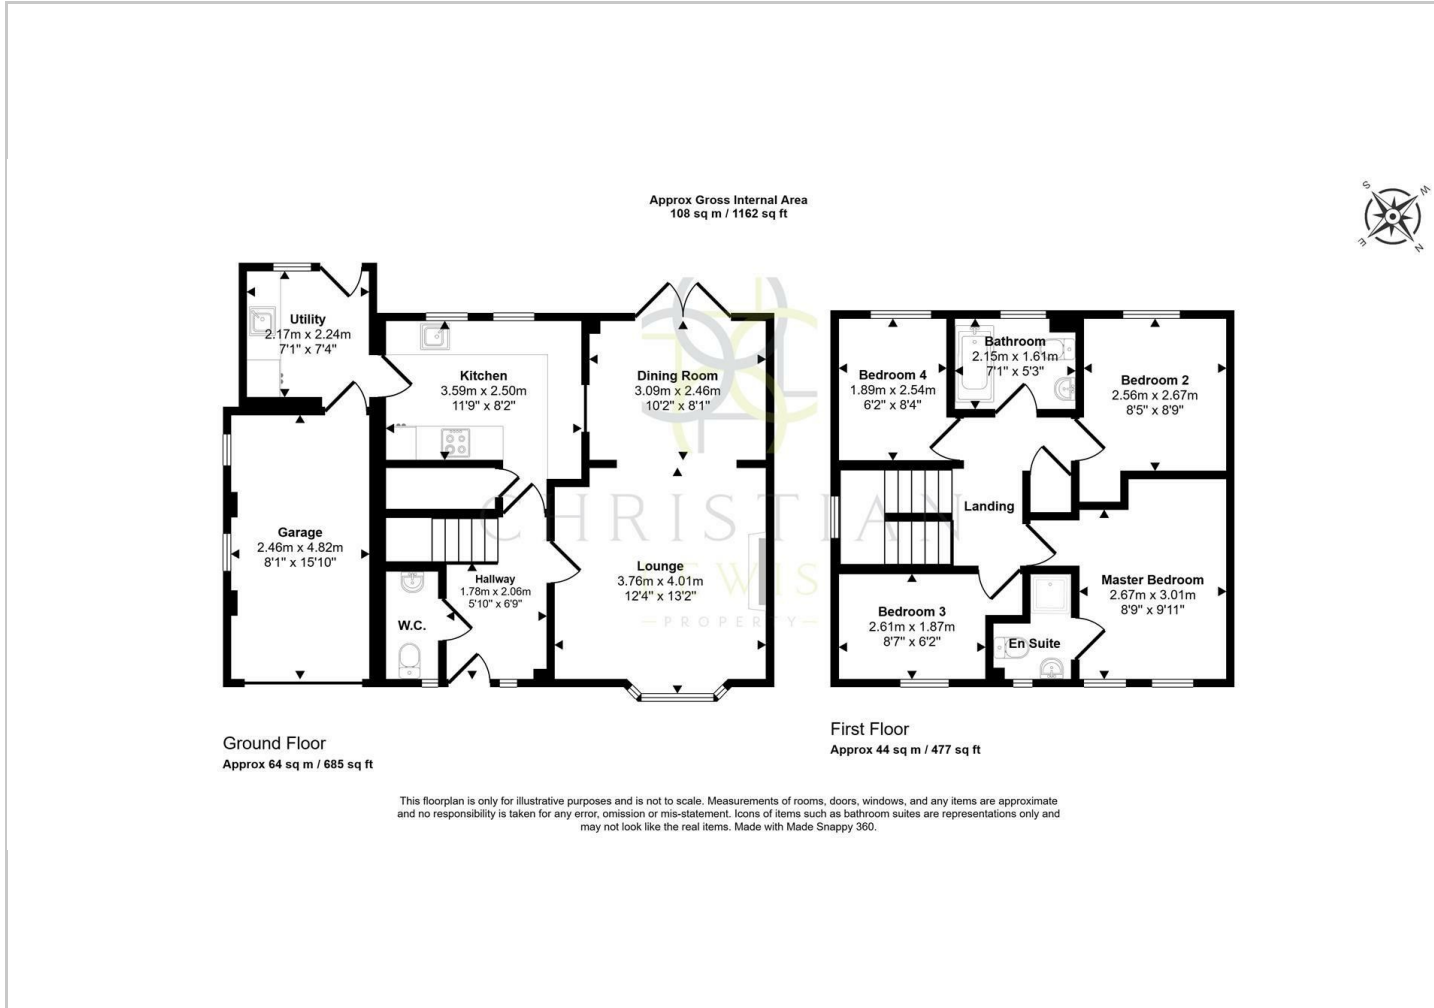 Approx Gross Internal Area
108 sq m / 1162 sq ft
S
W
E
N
Utility
2.17m x 2.24m
7'1" x 7'4"
Kitchen
3.59m x 2.50m
11'9" x 8'2"
Dining Room
3.09m x 2.46m
10'2" x 8'1"
Garage
2.46m x 4.82m
8'1" x 15'10"
Hallway
1.78m x 2.06m
5'10" x 6'9"
W.C.
Lounge
3.76m x 4.01m
12'4" x 13'2"
CHRISTIAN
LEWIS
PROPERTY
Bedroom 4
1.89m x 2.54m
6'2" x 8'4"
Bathroom
2.15m x 1.61m
7'1" x 5'3"
Bedroom 2
2.56m x 2.67m
8'5" x 8'9"
Landing
Master Bedroom
2.67m x 3.01m
8'9" x 9'11"
Bedroom 3
2.61m x 1.87m
8'7" x 6'2"
En Suite
Ground Floor
Approx 64 sq m / 685 sq ft
First Floor
Approx 44 sq m / 477 sq ft
This floorplan is only for illustrative purposes and is not to scale. Measurements of rooms, doors, windows, and any items are approximate
and no responsibility is taken for any error, omission or mis-statement. Icons of items such as bathroom suites are representations only and
may not look like the real items. Made with Made Snappy 360.